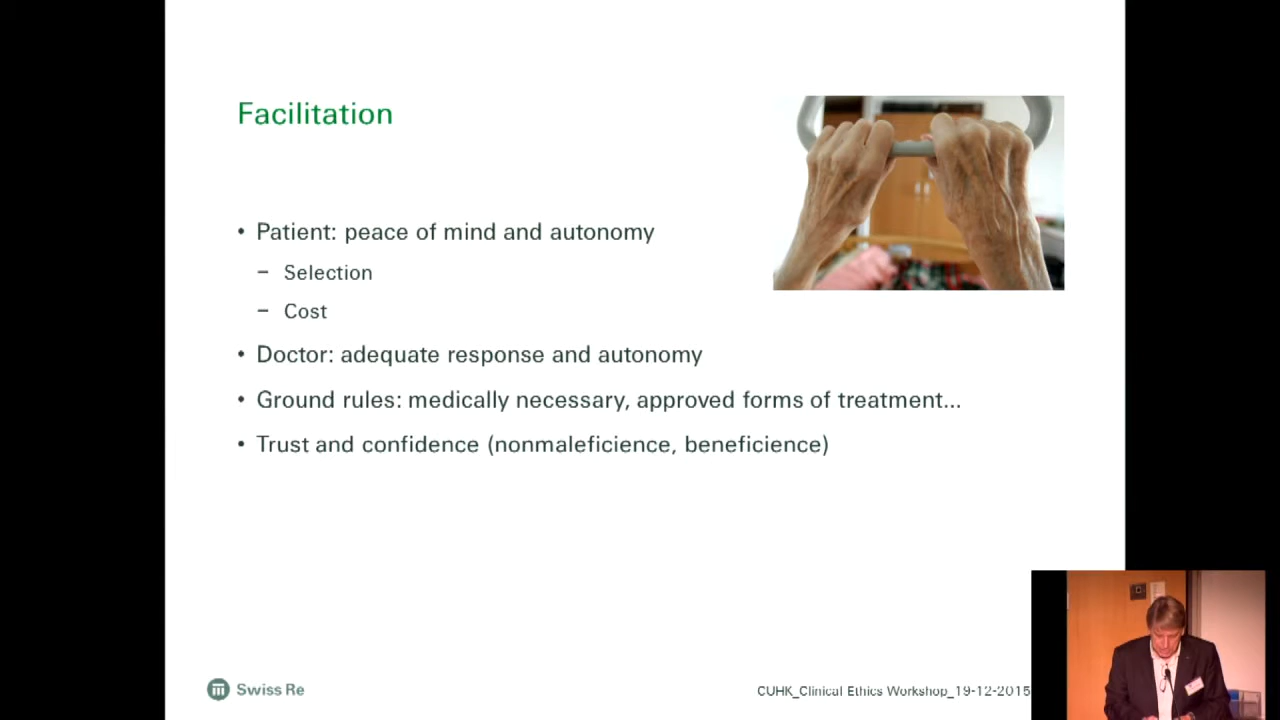 Facilitation
• Patient: peace of mind and autonomy
– Selection
– Cost
• Doctor: adequate response and autonomy
• Ground rules: medically necessary, approved forms of treatment...
• Trust and confidence (nonmaleficience, beneficience)
Swiss Re
CUHK_Clinical Ethics Workshop_19-12-2015